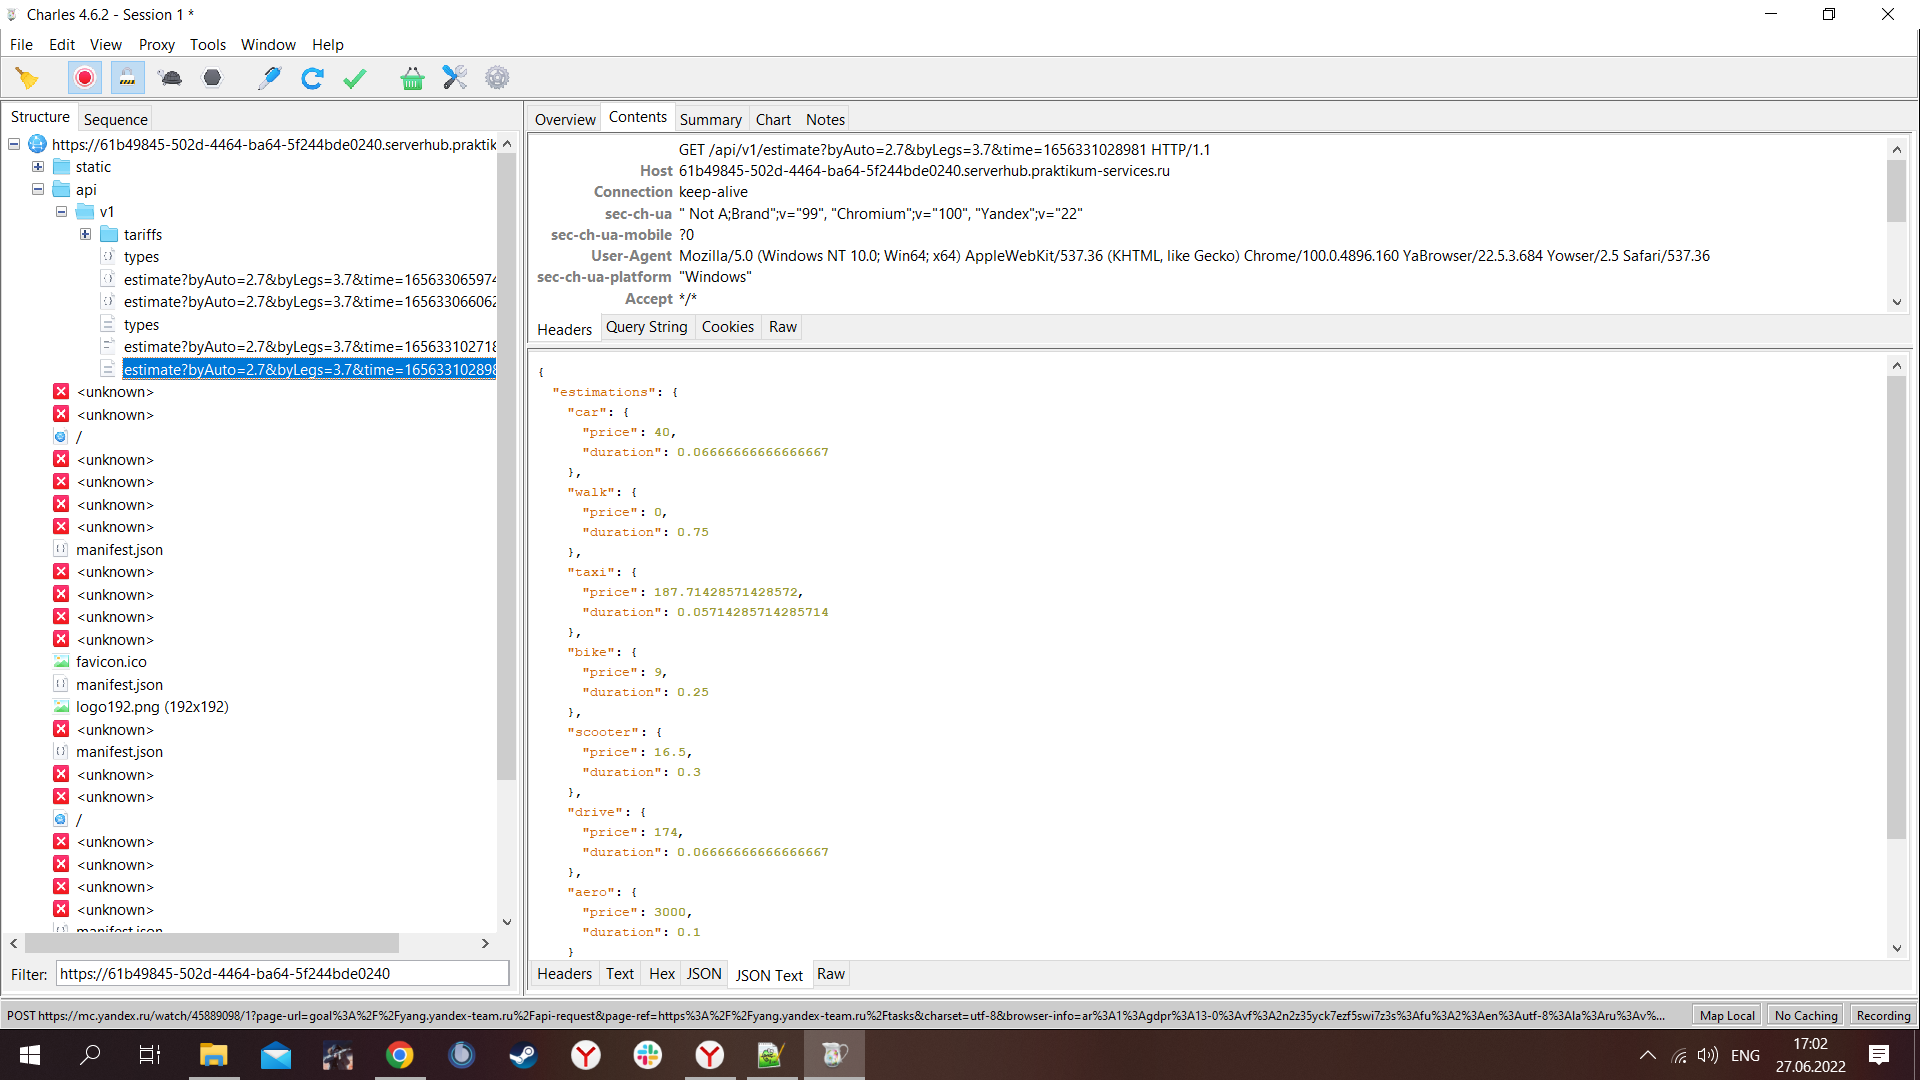 Charles 4.6.2 - Session 1 *
File Edit View Proxy Tools Window Help
Structure Sequence
https://61b49845-502d-4464-ba64-5f244bde0240.serverhub.praktik
static
api
v1
tariffs
types
estimate?byAuto=2.7&byLegs=3.7&time=165633065974
estimate?byAuto=2.7&byLegs=3.7&time=165633066062
types
estimate?byAuto=2.7&byLegs=3.7&time=165633102718
estimate?byAuto=2.7&byLegs=3.7&time=165633102898
<unknown>
<unknown>
/
<unknown>
<unknown>
<unknown>
<unknown>
manifest.json
<unknown>
<unknown>
<unknown>
<unknown>
favicon.ico
manifest.json
logo192.png (192x192)
<unknown>
manifest.json
<unknown>
<unknown>
/
<unknown>
<unknown>
<unknown>
<unknown>
manifest.json
Filter: https://61b49845-502d-4464-ba64-5f244bde0240
Overview Contents Summary Chart Notes
GET /api/v1/estimate?byAuto=2.7&byLegs=3.7&time=1656331028981 HTTP/1.1
Host 61b49845-502d-4464-ba64-5f244bde0240.serverhub.praktikum-services.ru
Connection keep-alive
sec-ch-ua " Not A;Brand";v="99", "Chromium";v="100", "Yandex";v="22"
sec-ch-ua-mobile ?0
User-Agent Mozilla/5.0 (Windows NT 10.0; Win64; x64) AppleWebKit/537.36 (KHTML, like Gecko) Chrome/100.0.4896.160 YaBrowser/22.5.3.684 Yowser/2.5 Safari/537.36
sec-ch-ua-platform "Windows"
Accept */*
Headers Query String Cookies Raw
{
"estimations": {
"car": {
"price": 40,
"duration": 0.06666666666666667
},
"walk": {
"price": 0,
"duration": 0.75
},
"taxi": {
"price": 187.71428571428572,
"duration": 0.05714285714285714
},
"bike": {
"price": 9,
"duration": 0.25
},
"scooter": {
"price": 16.5,
"duration": 0.3
},
"drive": {
"price": 174,
"duration": 0.06666666666666667
},
"aero": {
"price": 3000,
"duration": 0.1
}
Headers Text Hex JSON JSON Text Raw
POST https://mc.yandex.ru/watch/45889098/1?page-url=goal%3A%2F%2Fyang.yandex-team.ru%2Fapi-request&page-ref=https%3A%2F%2Fyang.yandex-team.ru%2Ftasks&charset=utf-8&browser-info=ar%3A1%3Agdpr%3A13-0%3Avf%3A2n2z35yck7ezf5swi7z3s%3Afu%3A2%3Aen%3Autf-8%3Ala%3Aru%3Av%... Map Local No Caching Recording
ENG
17:02
27.06.2022